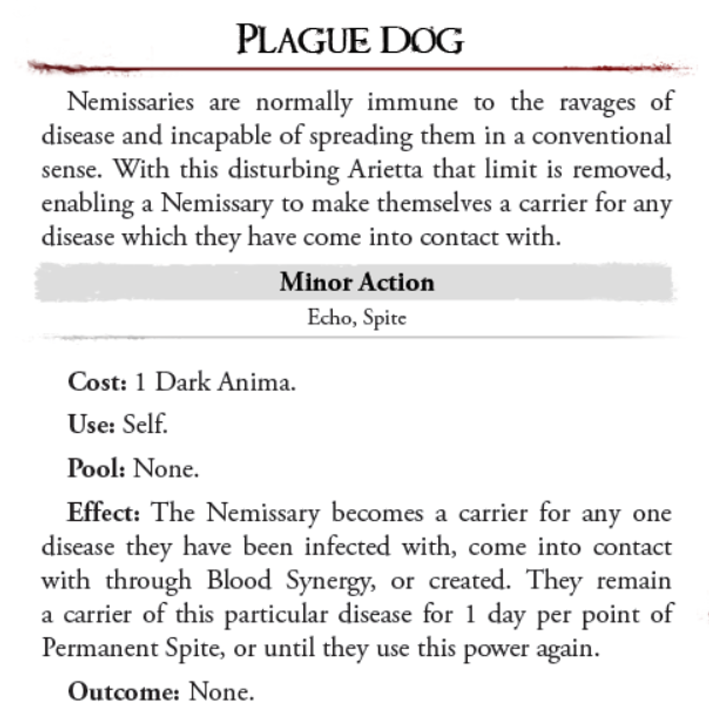 PLAGUE DOG
Nemissaries are normally immune to the ravages of
disease and incapable of spreading them in a conventional
sense. With this disturbing Arietta that limit is removed,
enabling a Nemissary to make themselves a carrier for any
disease which they have come into contact with.
Minor Action
Echo, Spite
Cost: 1 Dark Anima.
Use: Self.
Pool: None.
Effect: The Nemissary becomes a carrier for any one
disease they have been infected with, come into contact
with through Blood Synergy, or created. They remain
a carrier of this particular disease for 1 day per point of
Permanent Spite, or until they use this power again.
Outcome: None.